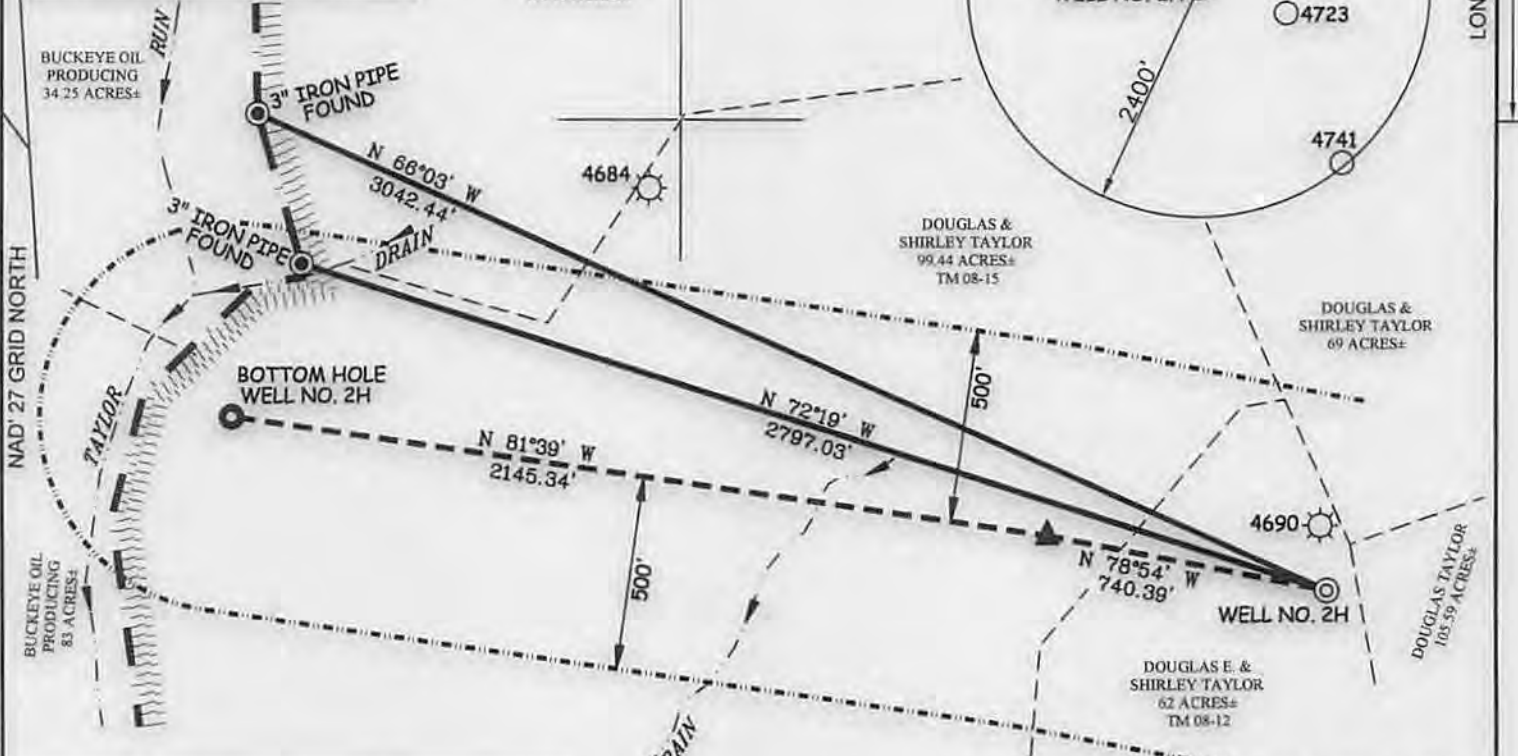 BUCKEYE OIL
PRODUCING
34.25 ACRES±
RUN
3" IRON PIPE
FOUND
4723
LON
2400'
4741
N 66°03' W
3042.44'
4684
3" IRON PIPE
FOUND
DRAIN
DOUGLAS &
SHIRLEY TAYLOR
99.44 ACRES±
TM 08-15
DOUGLAS &
SHIRLEY TAYLOR
69 ACRES±
NAD' 27 GRID NORTH
TAYLOR
BOTTOM HOLE
WELL NO. 2H
500'
N 72°19' W
2797.03'
N 81°39' W
2145.34'
500'
4690
N 78°54' W
740.39'
WELL NO. 2H
DOUGLAS TAYLOR
105.59 ACRES±
BUCKEYE OIL
PRODUCING
83 ACRES±
DOUGLAS E. &
SHIRLEY TAYLOR
62 ACRES±
TM 08-12
RAIN